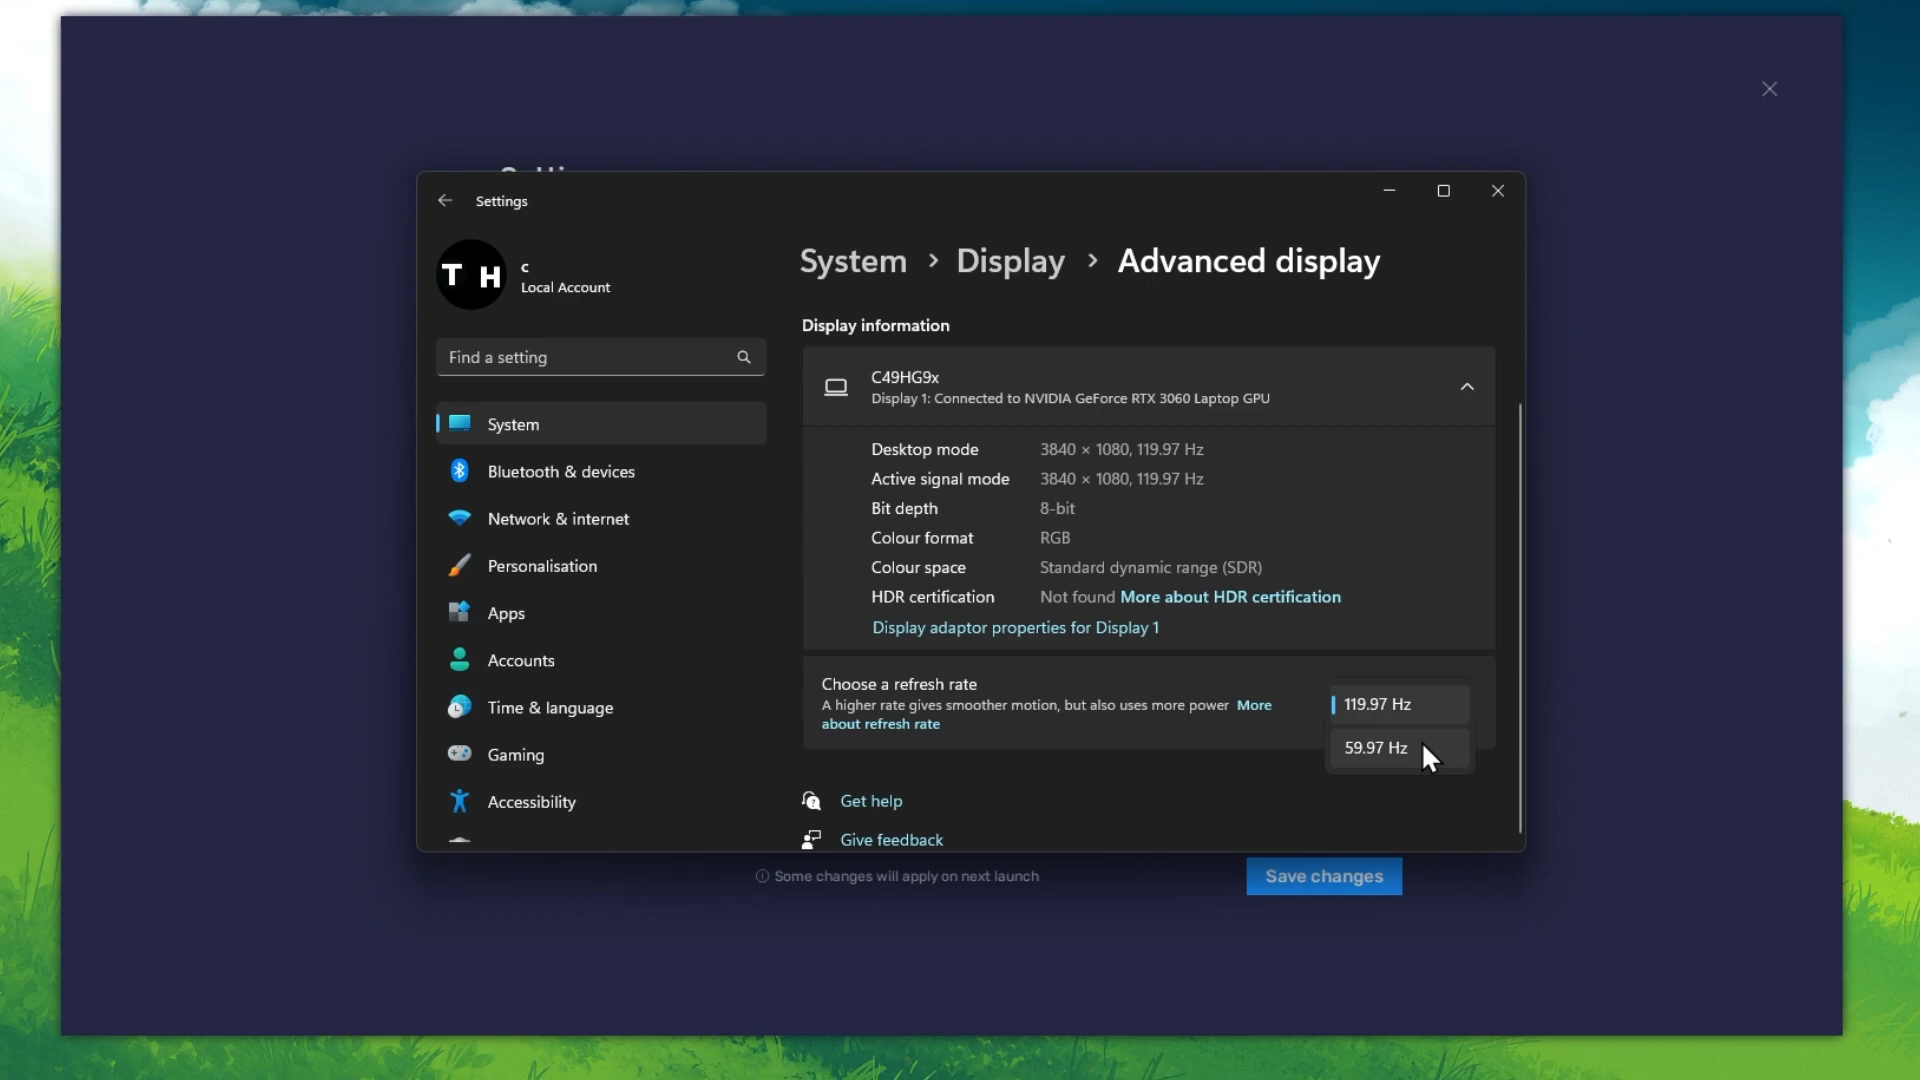 Settings
T H
c
Local Account
Find a setting
System
Bluetooth & devices
Network & internet
Personalisation
Apps
Accounts
Time & language
Gaming
Accessibility
System > Display > Advanced display
Display information
C49HG9x
Display 1: Connected to NVIDIA GeForce RTX 3060 Laptop GPU
Desktop mode 3840 × 1080, 119.97 Hz
Active signal mode 3840 × 1080, 119.97 Hz
Bit depth 8-bit
Colour format RGB
Colour space Standard dynamic range (SDR)
HDR certification Not found More about HDR certification
Display adaptor properties for Display 1
Choose a refresh rate
A higher rate gives smoother motion, but also uses more power More
about refresh rate
119.97 Hz
59.97 Hz
Get help
Give feedback
Some changes will apply on next launch
Save changes